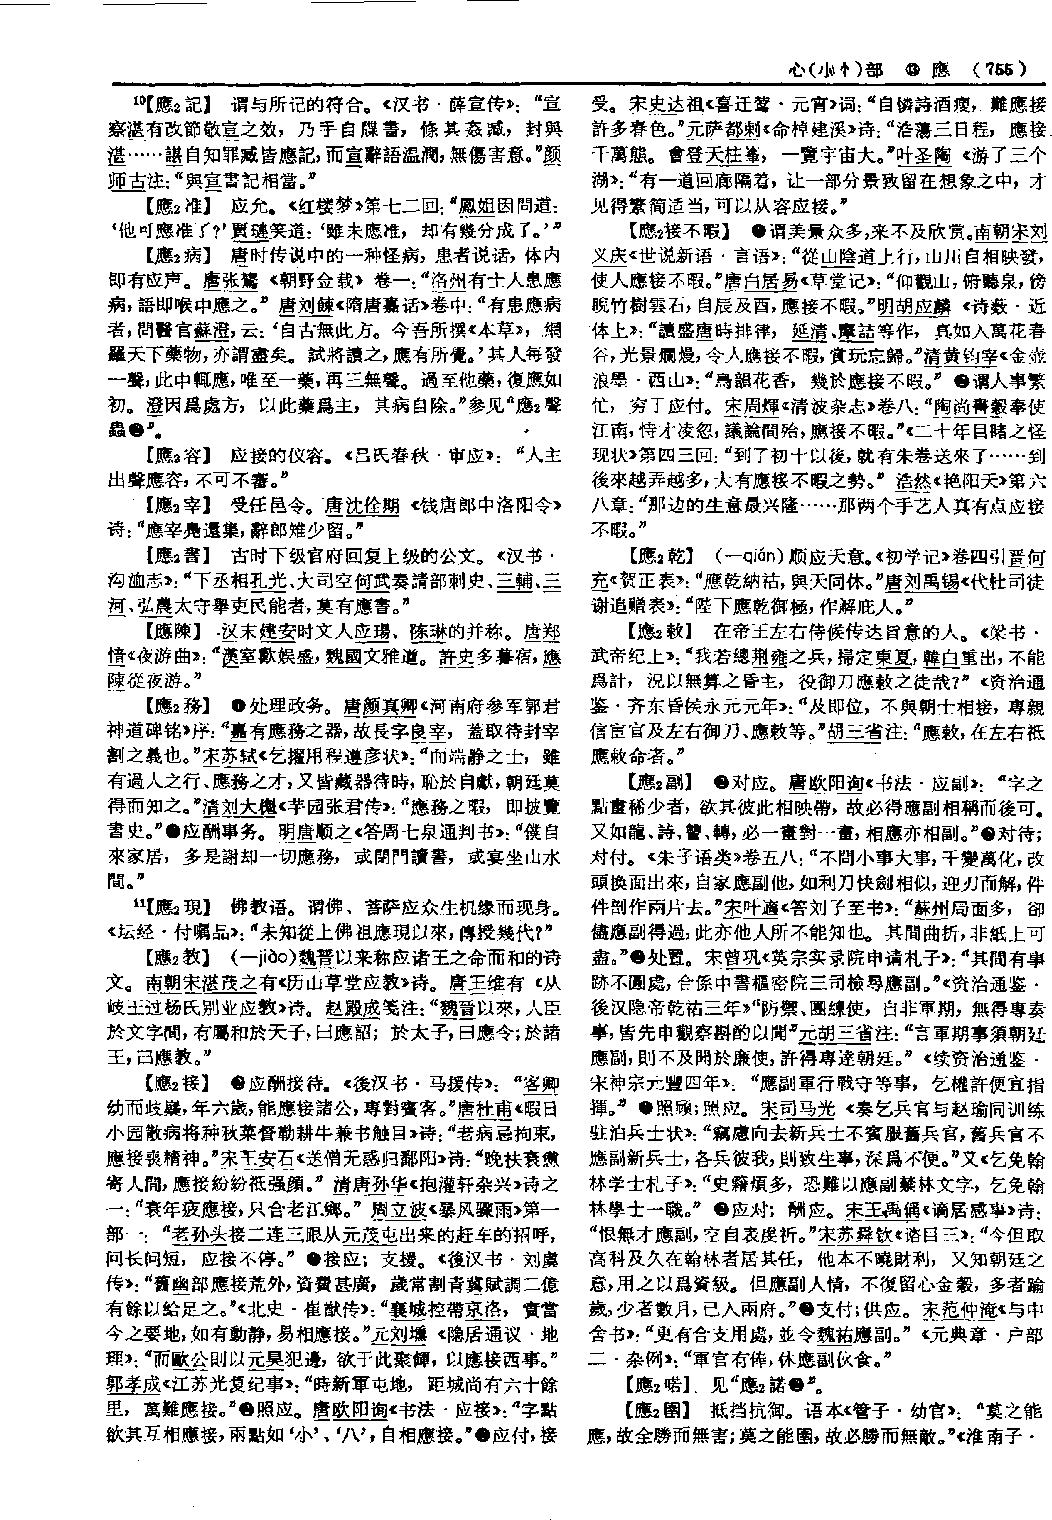 心(小忄)部 ⓭ 應 (755)
¹⁰【應₂記】 谓与所记的符合。《汉书·薛宣传》：“宣
察湛有改節敬宣之效，乃手自牒書，條其姦臧，封與
湛……湛自知罪臧皆應記，而宣辭語温潤，無傷害意。”颜
师古注：“與宣書記相當。”
【應₂准】 应允。《红楼梦》第七二回：“鳳姐因問道：
‘他可應准了？’賈璉笑道：‘雖未應准，却有幾分成了。’”
【應₂病】 唐时传说中的一种怪病，患者说话，体内
即有应声。唐张鷟《朝野佥载》卷一：“洛州有士人患應
病，語即喉中應之。” 唐刘餗《隋唐嘉话》卷中：“有患應病
者，問醫官蘇澄，云：‘自古無此方。今吾所撰《本草》，網
羅天下藥物，亦謂盡矣。試將讀之，應有所覺。’其人每發
一聲，此中輒應，唯至一藥，再三無聲。過至他藥，復應如
初。澄因爲處方，以此藥爲主，其病自除。”参见“應₂聲
蟲❷”。
【應₂容】 应接的仪容。《吕氏春秋·审应》：“人主
出聲應容，不可不審。”
【應₂宰】 受任邑令。唐沈佺期《饯唐郎中洛阳令》
诗：“應宰鳧還集，辭郎雉少留。”
【應₂書】 古时下级官府回复上级的公文。《汉书·
沟洫志》：“下丞相孔光、大司空何武奏請部刺史、三輔、三
河、弘農太守舉吏民能者，莫有應書。”
【應陳】 汉末建安时文人应瑒、陈琳的并称。唐郑
愔《夜游曲》：“漢室歡娱盛，魏國文雅遒。許史多暮宿，應
陳從夜游。”
【應₂務】 ❶处理政务。唐颜真卿《河南府参军郭君
神道碑铭》序：“嘉有應務之器，故長字良宰，蓋取待封宰
割之義也。”宋苏轼《乞擢用程遵彦状》：“而端静之士，雖
有過人之行、應務之才，又皆藏器待時，恥於自獻，朝廷莫
得而知之。”清刘大櫆《芋园张君传》：“應務之暇，即披覽
書史。”❷应酬事务。明唐顺之《答周七泉通判书》：“僕自
來家居，多是謝却一切應務，或閉門讀書，或宴坐山水
間。”
¹¹【應₂現】 佛教语。谓佛、菩萨应众生机缘而现身。
《坛经·付嘱品》：“未知從上佛祖應現以來，傳授幾代？”
【應₂教】 (—jiào)魏晋以来称应诸王之命而和的诗
文。南朝宋谌茂之有《历山草堂应教》诗。唐王维有《从
岐王过杨氏别业应教》诗。赵殿成笺注：“魏晉以來，人臣
於文字間，有屬和於天子，曰應詔；於太子，曰應令；於諸
王，曰應教。”
【應₂接】 ❶应酬接待。《後汉书·马援传》：“客卿
幼而歧嶷，年六歲，能應接諸公，專對賓客。”唐杜甫《暇日
小园散病将种秋菜督勒耕牛兼书触目》诗：“老病忌拘束，
應接喪精神。”宋王安石《送僧无惑归鄱阳》诗：“晚扶衰憊
寄人間，應接紛紛祗强顔。” 清唐孙华《抱灌轩杂兴》诗之
一：“衰年疲應接，只合老江鄉。” 周立波《暴风骤雨》第一
部一：“老孙头接二连三跟从元茂屯出来的赶车的招呼，
问长问短，应接不停。” ❷接应；支援。《後汉书·刘虞
传》：“舊幽部應接荒外，資費甚廣，歲常割青冀賦調二億
有餘以給足之。”《北史·崔猷传》：“襄城控帶京洛，實當
今之要地，如有動静，易相應接。”元刘壎《隐居通议·地
理》：“而歐公則以元昊犯邊，欲于此聚餫，以應接西事。”
郭孝成《江苏光复纪事》：“時新軍屯地，距城尚有六十餘
里，萬難應接。”❸照应。唐欧阳询《书法·应接》：“字點
欲其互相應接，兩點如‘小’、‘八’，自相應接。”❹应付，接
受。宋史达祖《喜迁莺·元宵》词：“自憐詩酒瘦，難應接
許多春色。”元萨都剌《命棹建溪》诗：“浩蕩三日程，應接
千萬態。會登天柱峯，一覽宇宙大。”叶圣陶《游了三个
湖》：“有一道回廊隔着，让一部分景致留在想象之中，才
见得繁简适当，可以从容应接。”
【應₂接不暇】 ❶谓美景众多，来不及欣赏。南朝宋刘
义庆《世说新语·言语》：“從山陰道上行，山川自相映發，
使人應接不暇。”唐白居易《草堂记》：“仰觀山，俯聽泉，傍
睨竹樹雲石，自辰及酉，應接不暇。”明胡应麟《诗薮·近
体上》：“讀盛唐時排律，延清、摩詰等作，真如入萬花春
谷，光景爛熳，令人應接不暇，賞玩忘歸。”清黄钧宰《金壶
浪墨·西山》：“鳥韻花香，幾於應接不暇。” ❷谓人事繁
忙，穷于应付。宋周煇《清波杂志》卷八：“陶尚書穀奉使
江南，恃才凌忽，議論間殆，應接不暇。”《二十年目睹之怪
现状》第四三回：“到了初十以後，就有朱卷送來了……到
後來越弄越多，大有應接不暇之勢。” 浩然《艳阳天》第六
八章：“那边的生意最兴隆……那两个手艺人真有点应接
不暇。”
【應₂乾】 (—qián)顺应天意。《初学记》卷四引晋何
充《贺正表》：“應乾納祜，與天同休。”唐刘禹锡《代杜司徒
谢追赠表》：“陛下應乾御極，作解庇人。”
【應₂敕】 在帝王左右侍候传达旨意的人。《梁书·
武帝纪上》：“我若總荆雍之兵，掃定東夏，韓白重出，不能
爲計，況以無算之昏主，役御刀應敕之徒哉？” 《资治通
鉴·齐东昏侯永元元年》：“及即位，不與朝士相接，專親
信宦官及左右御刀、應敕等。”胡三省注：“應敕，在左右祗
應敕命者。”
【應₂副】 ❶对应。唐欧阳询《书法·应副》：“字之
點畫稀少者，欲其彼此相映帶，故必得應副相稱而後可。
又如龍、詩、讐、轉，必一畫對一畫，相應亦相副。”❷对待；
对付。《朱子语类》卷五八：“不問小事大事，千變萬化，改
頭换面出來，自家應副他，如利刀快劍相似，迎刃而解，件
件剖作兩片去。”宋叶適《答刘子至书》：“蘇州局面多，卻
儘應副得過；此亦他人所不能知也。其間曲折，非紙上可
盡。”❸处置。宋曾巩《英宗实录院申请札子》：“其間有事
跡不圓處，合係中書樞密院三司檢尋應副。”《资治通鉴·
後汉隐帝乾祐三年》“防禦、團練使，自非軍期，無得專奏
事，皆先申觀察斟酌以聞”元胡三省注：“言軍期事須朝廷
應副，則不及關於廉使，許得專達朝廷。” 《续资治通鉴·
宋神宗元豐四年》：“應副軍行戰守等事，乞權許便宜指
揮。” ❹照顾；照应。宋司马光《奏乞兵官与赵瑜同训练
驻泊兵士状》：“竊慮向去新兵士不賓服舊兵官，舊兵官不
應副新兵士，各兵彼我，則致生事，深爲不便。”又《乞免翰
林学士札子》：“史籍煩多，恐難以應副禁林文字，乞免翰
林學士一職。” ❺应对；酬应。宋王禹偁《谪居感事》诗：
“恨無才應副，空自表虔祈。”宋苏舜钦《谘目三》：“今但取
高科及久在翰林者居其任，他本不曉財利，又知朝廷之
意，用之以爲資級。但應副人情，不復留心金穀，多者踰
歲，少者數月，已入兩府。”❻支付；供应。宋范仲淹《与中
舍书》：“更有合支用處，並令魏祐應副。” 《元典章·户部
二·杂例》：“軍官有俸，休應副伙食。”
【應₂喏】 见“應₂諾❷”。
【應₂圉】 抵挡抗御。语本《管子·幼官》：“莫之能
應，故全勝而無害；莫之能圉，故必勝而無敵。”《淮南子·